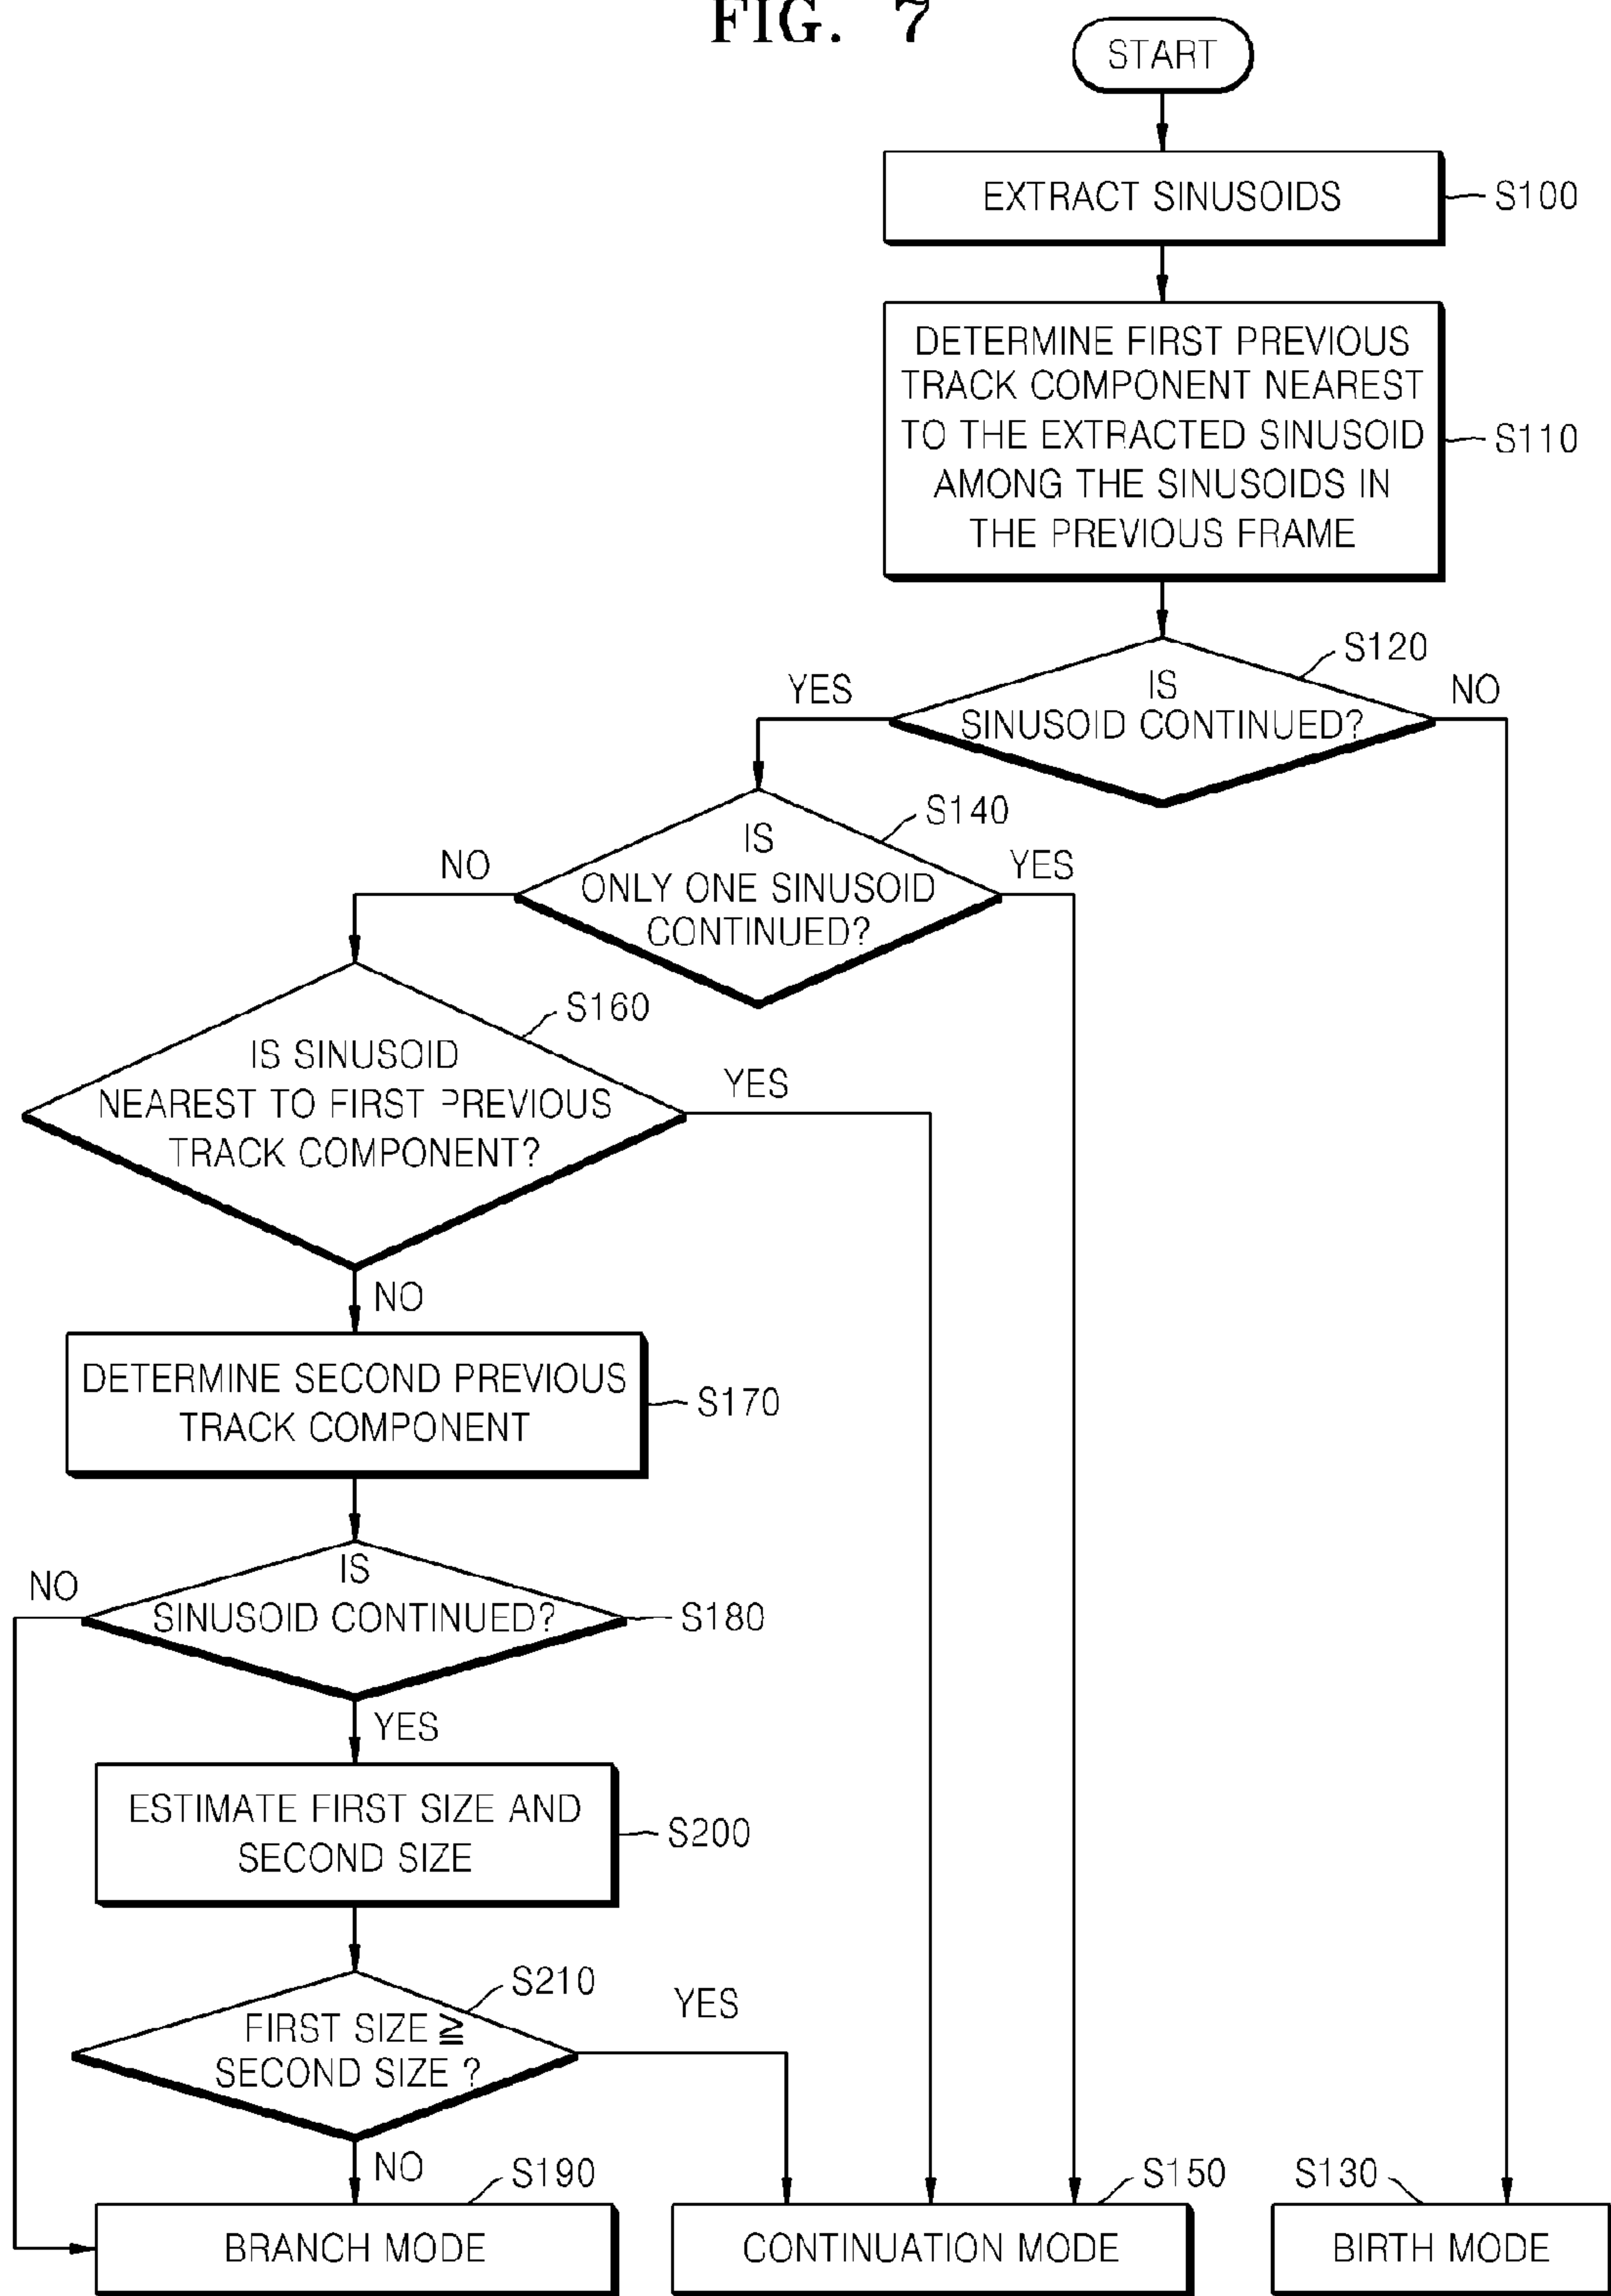 FIG. 7
START
EXTRACT SINUSOIDS
S100
DETERMINE FIRST PREVIOUS
TRACK COMPONENT NEAREST
TO THE EXTRACTED SINUSOID
AMONG THE SINUSOIDS IN
THE PREVIOUS FRAME
S110
S120
YES
IS
SINUSOID CONTINUED?
NO
S140
NO
IS
ONLY ONE SINUSOID
CONTINUED?
YES
S160
IS SINUSOID
NEAREST TO FIRST PREVIOUS
TRACK COMPONENT?
YES
NO
DETERMINE SECOND PREVIOUS
TRACK COMPONENT
S170
NO
IS
SINUSOID CONTINUED?
S180
YES
ESTIMATE FIRST SIZE AND
SECOND SIZE
S200
S210
FIRST SIZE ≧
SECOND SIZE ?
YES
NO
S190
S150
S130
BRANCH MODE
CONTINUATION MODE
BIRTH MODE